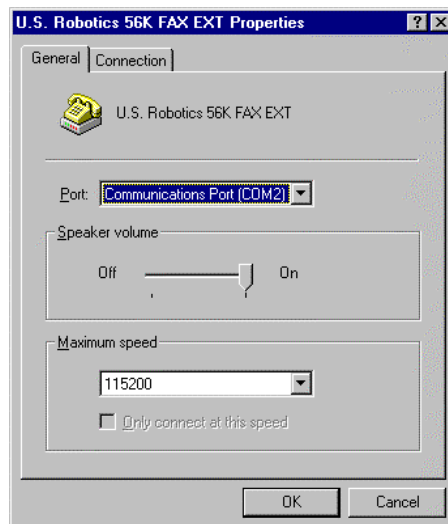 U.S. Robotics 56K FAX EXT Properties
General Connection
U.S. Robotics 56K FAX EXT
Port: Communications Port (COM2)
Speaker volume
Off On
Maximum speed
115200
Only connect at this speed
OK Cancel